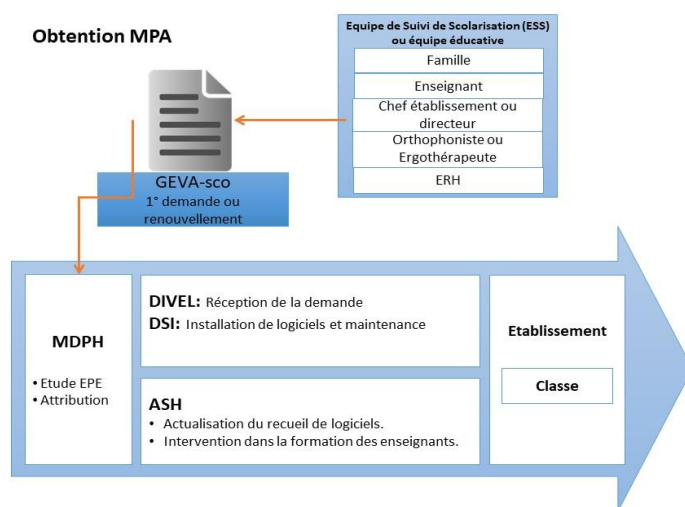 Obtention MPA
Equipe de Suivi de Scolarisation (ESS)
ou équipe éducative
Famille
Enseignant
Chef établissement ou
directeur
Orthophoniste ou
Ergothérapeute
ERH
GEVA-sco
1° demande ou
renouvellement
MDPH
• Etude EPE
• Attribution
DIVEL: Réception de la demande
DSI: Installation de logiciels et maintenance
ASH
• Actualisation du recueil de logiciels.
• Intervention dans la formation des enseignants.
Etablissement
Classe